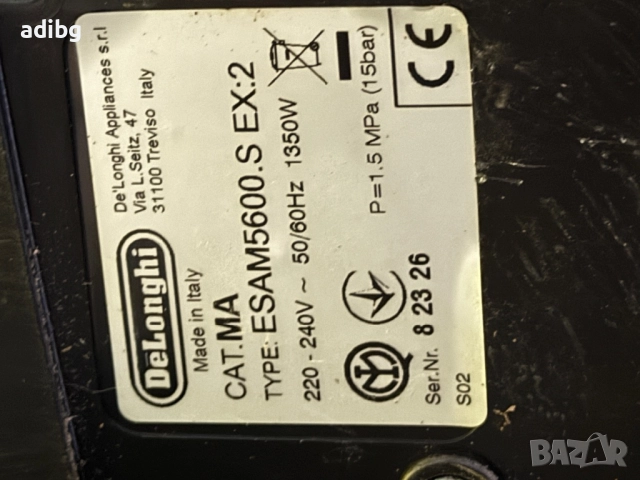 De'Longhi Appliances s.r.l
Via L.Seitz, 47
31100 Treviso Italy
DeLonghi
Made in Italy
CAT.MA
TYPE: ESAM5600.S EX:2
220 - 240V ~ 50/60Hz 1350W
P=1.5 MPa (15bar)
CE
Ser.Nr. 8 23 26
S02
adibg
BAZAR